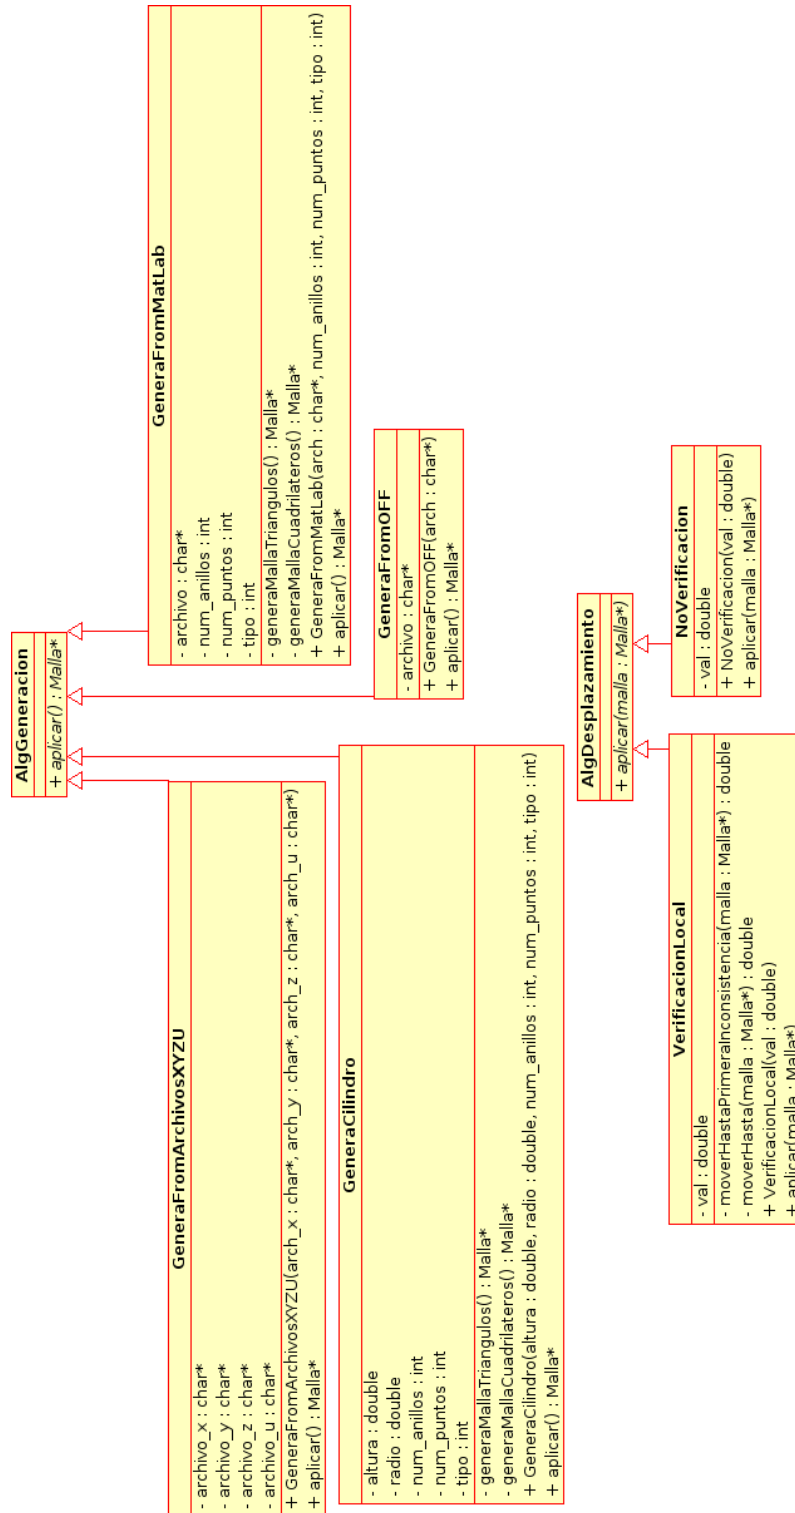 AlgGeneracion
+ aplicar() : Malla*
GeneraFromArchivosXYZU
- archivo_x : char*
- archivo_y : char*
- archivo_z : char*
- archivo_u : char*
+ GeneraFromArchivosXYZU(arch_x : char*, arch_y : char*, arch_z : char*, arch_u : char*)
+ aplicar() : Malla*
GeneraCilindro
- altura : double
- radio : double
- num_anillos : int
- num_puntos : int
- tipo : int
- generaMallaTriangulos() : Malla*
- generaMallaCuadrilateros() : Malla*
+ GeneraCilindro(altura : double, radio : double, num_anillos : int, num_puntos : int, tipo : int)
+ aplicar() : Malla*
GeneraFromOFF
- archivo : char*
+ GeneraFromOFF(arch : char*)
+ aplicar() : Malla*
GeneraFromMatLab
- archivo : char*
- num_anillos : int
- num_puntos : int
- tipo : int
- generaMallaTriangulos() : Malla*
- generaMallaCuadrilateros() : Malla*
+ GeneraFromMatLab(arch : char*, num_anillos : int, num_puntos : int, tipo : int)
+ aplicar() : Malla*
AlgDesplazamiento
+ aplicar(malla : Malla*)
VerificacionLocal
- val : double
- moverHastaPrimeraInconsistencia(malla : Malla*) : double
- moverHasta(malla : Malla*) : double
+ VerificacionLocal(val : double)
+ aplicar(malla : Malla*)
NoVerificacion
- val : double
+ NoVerificacion(val : double)
+ aplicar(malla : Malla*)